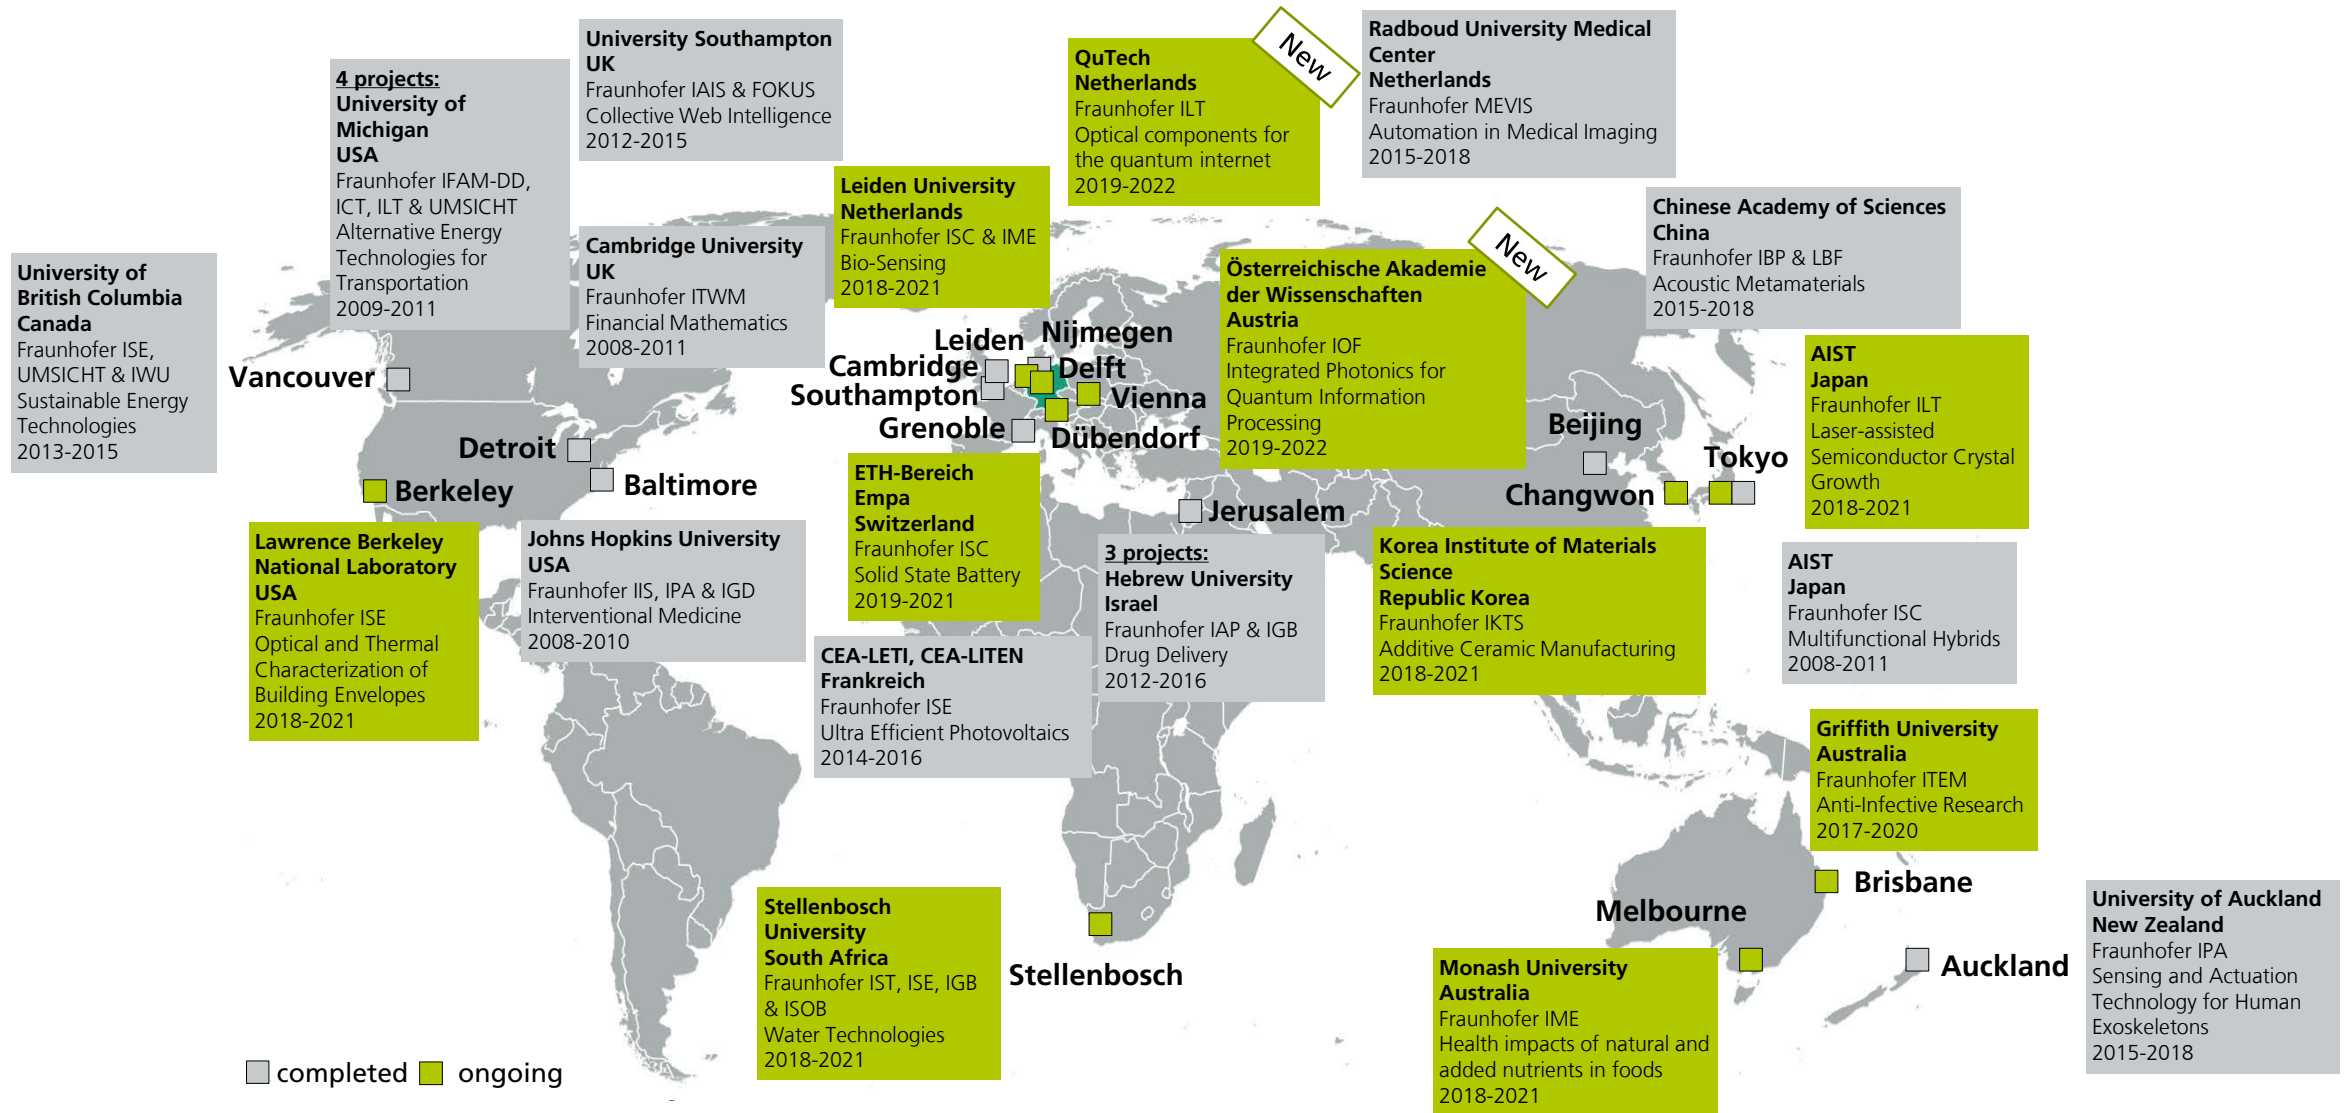 University Southampton
UK
Fraunhofer IAIS & FOKUS
Collective Web Intelligence
2012-2015
4 projects:
University of
Michigan
USA
Fraunhofer IFAM-DD,
ICT, ILT & UMSICHT
Alternative Energy
Technologies for
Transportation
2009-2011
QuTech
Netherlands
Fraunhofer ILT
Optical components for
the quantum internet
2019-2022
New
Radboud University Medical
Center
Netherlands
Fraunhofer MEVIS
Automation in Medical Imaging
2015-2018
Leiden University
Netherlands
Fraunhofer ISC & IME
Bio-Sensing
2018-2021
Chinese Academy of Sciences
China
Fraunhofer IBP & LBF
Acoustic Metamaterials
2015-2018
University of
British Columbia
Canada
Fraunhofer ISE,
UMSICHT & IWU
Sustainable Energy
Technologies
2013-2015
Cambridge University
UK
Fraunhofer ITWM
Financial Mathematics
2008-2011
Österreichische Akademie
der Wissenschaften
Austria
Fraunhofer IOF
Integrated Photonics for
Quantum Information
Processing
2019-2022
New
AIST
Japan
Fraunhofer ILT
Laser-assisted
Semiconductor Crystal
Growth
2018-2021
Leiden
Nijmegen
Cambridge
Delft
Southampton
Vienna
Grenoble
Dübendorf
Vancouver
Detroit
Berkeley
Baltimore
Beijing
Tokyo
Changwon
Jerusalem
ETH-Bereich
Empa
Switzerland
Fraunhofer ISC
Solid State Battery
2019-2021
Lawrence Berkeley
National Laboratory
USA
Fraunhofer ISE
Optical and Thermal
Characterization of
Building Envelopes
2018-2021
Johns Hopkins University
USA
Fraunhofer IIS, IPA & IGD
Interventional Medicine
2008-2010
3 projects:
Hebrew University
Israel
Fraunhofer IAP & IGB
Drug Delivery
2012-2016
Korea Institute of Materials
Science
Republic Korea
Fraunhofer IKTS
Additive Ceramic Manufacturing
2018-2021
AIST
Japan
Fraunhofer ISC
Multifunctional Hybrids
2008-2011
CEA-LETI, CEA-LITEN
Frankreich
Fraunhofer ISE
Ultra Efficient Photovoltaics
2014-2016
Griffith University
Australia
Fraunhofer ITEM
Anti-Infective Research
2017-2020
Brisbane
Melbourne
Stellenbosch
University
South Africa
Fraunhofer IST, ISE, IGB
& ISOB
Water Technologies
2018-2021
Stellenbosch
Monash University
Australia
Fraunhofer IME
Health impacts of natural and
added nutrients in foods
2018-2021
Auckland
University of Auckland
New Zealand
Fraunhofer IPA
Sensing and Actuation
Technology for Human
Exoskeletons
2015-2018
completed
ongoing